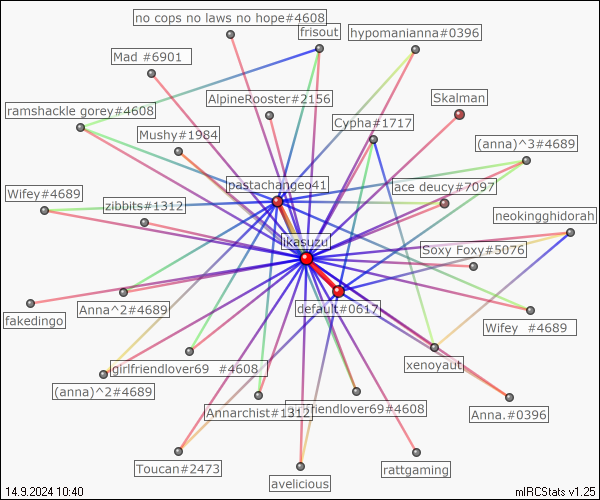 no cops no laws no hope#4608
frisout
hypomanianna#0396
Mad #6901
AlpineRooster#2156
Skalman
ramshackle gorey#4608
Cypha#1717
Mushy#1984
(anna)^3#4689
pastachangeo41
ace deucy#7097
Wifey#4689
zibbits#1312
neokingghidorah
ikasuzu
Soxy Foxy#5076
default#0617
Anna^2#4689
fakedingo
Wifey #4689
girlfriendlover69 #4608
xenoyaut
(anna)^2#4689
Annarchist#1312
friendlover69#4608
Anna.#0396
Toucan#2473
rattgaming
avelicious
14.9.2024 10:40
mIRCStats v1.25